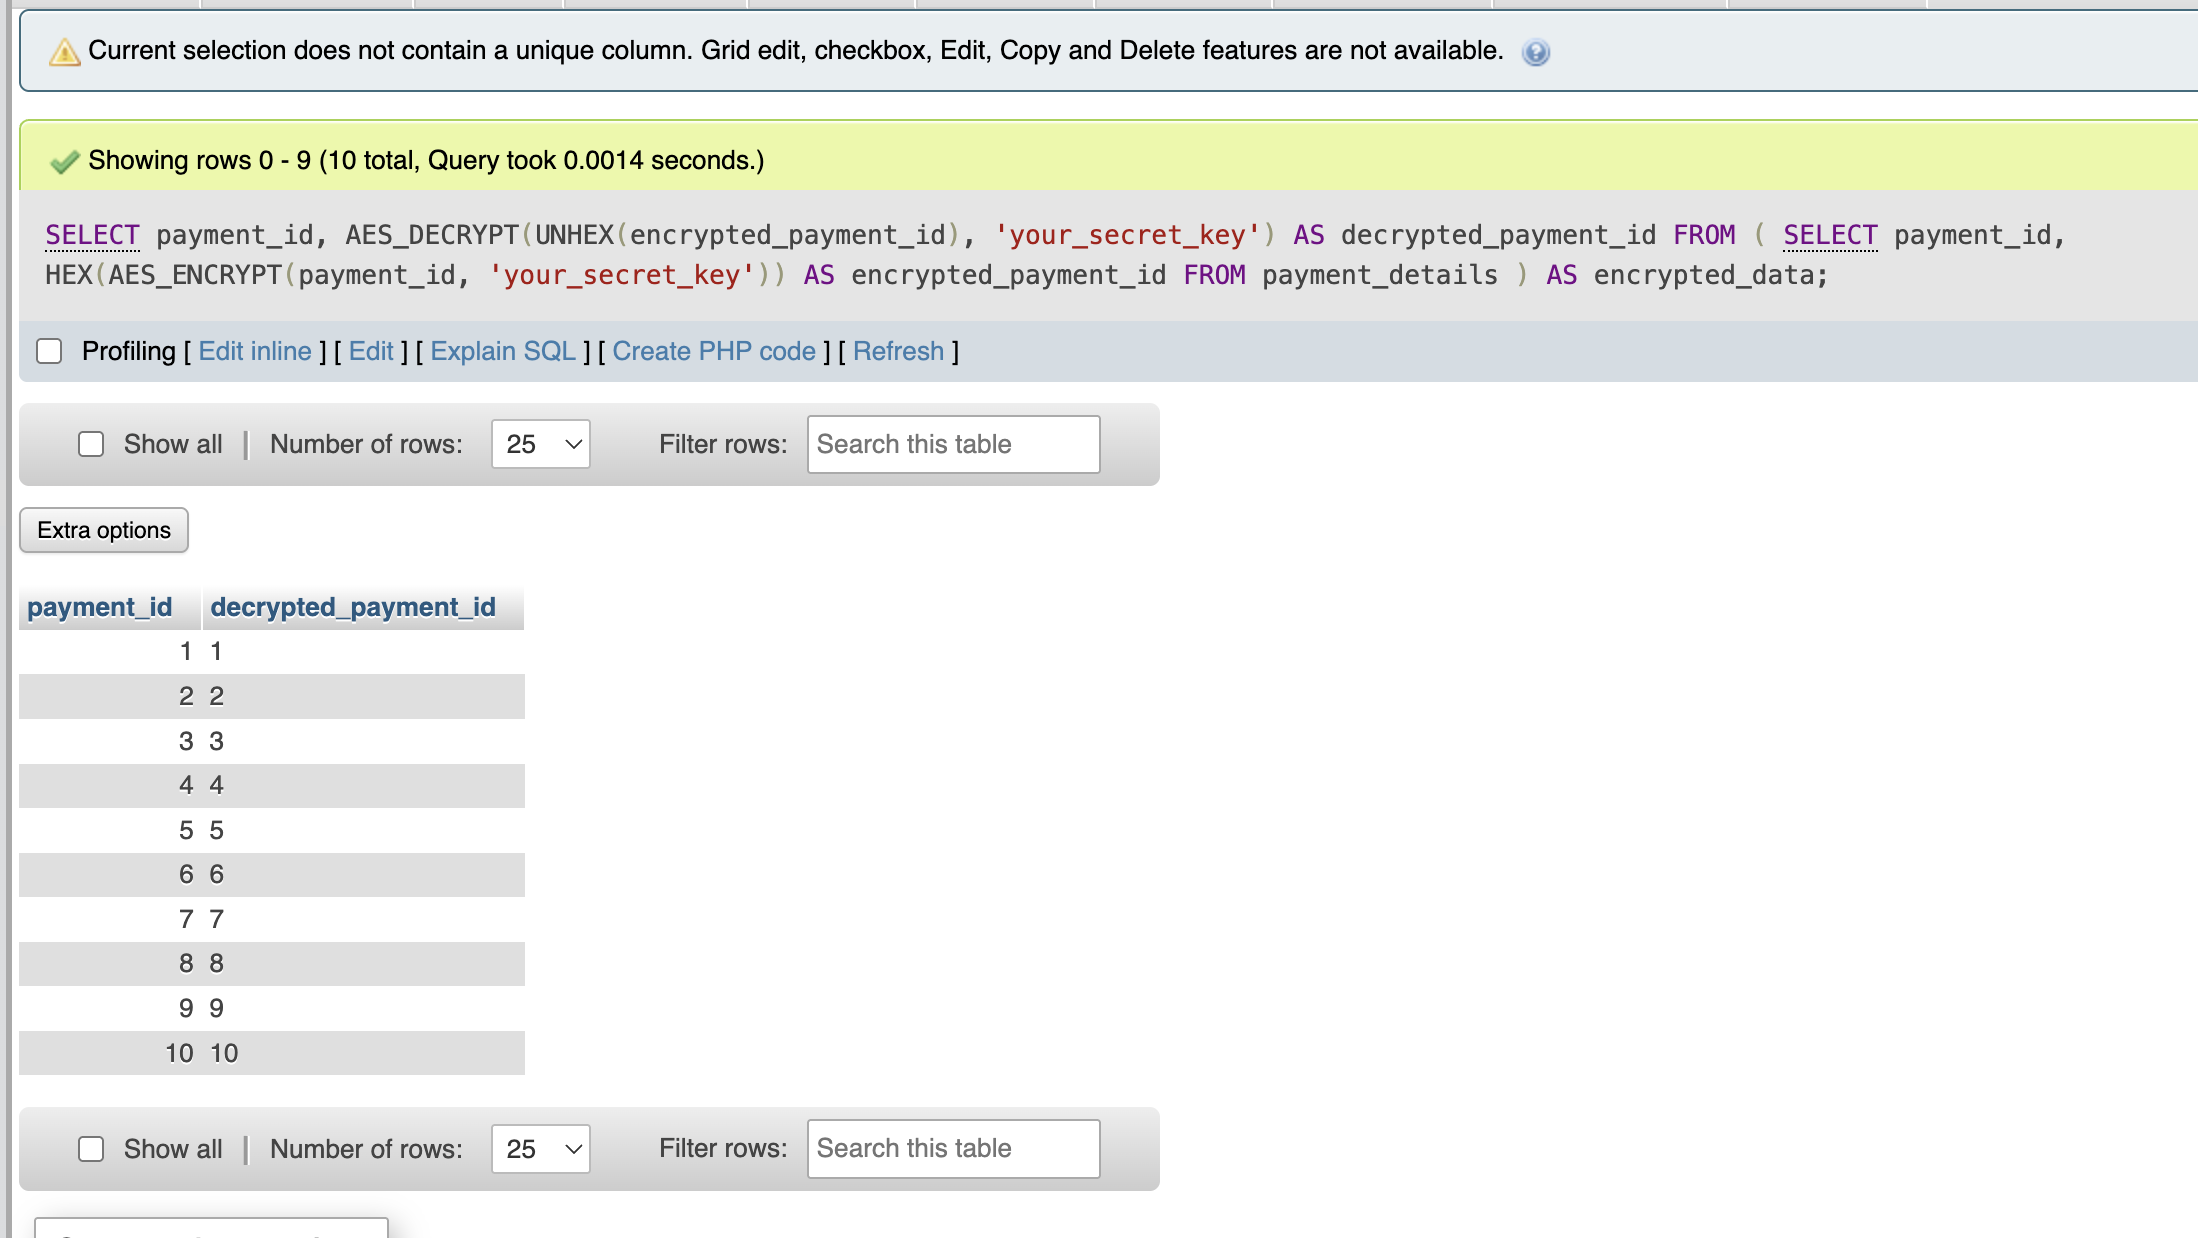 Current selection does not contain a unique column. Grid edit, checkbox, Edit, Copy and Delete features are not available.
Showing rows 0 - 9 (10 total, Query took 0.0014 seconds.)
SELECT payment_id, AES_DECRYPT(UNHEX(encrypted_payment_id), 'your_secret_key') AS decrypted_payment_id FROM ( SELECT payment_id,
HEX(AES_ENCRYPT(payment_id, 'your_secret_key')) AS encrypted_payment_id FROM payment_details ) AS encrypted_data;
Profiling [ Edit inline ] [ Edit ] [ Explain SQL ] [ Create PHP code ] [ Refresh ]
Show all | Number of rows: 25 Filter rows: Search this table
Extra options
payment_id decrypted_payment_id
1 1
2 2
3 3
4 4
5 5
6 6
7 7
8 8
9 9
10 10
Show all | Number of rows: 25 Filter rows: Search this table